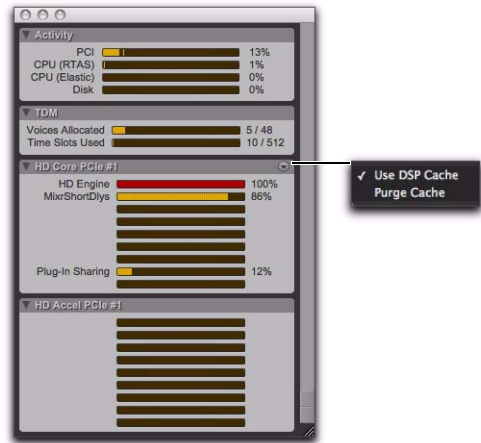 Activity
PCI 13%
CPU (RTAS) 1%
CPU (Elastic) 0%
Disk 0%
TDM
Voices Allocated 5 / 48
Time Slots Used 10 / 512
HD Core PCIe #1
HD Engine 100%
MixrShortDlys 86%
Plug-In Sharing 12%
HD Accel PCIe #1
✓ Use DSP Cache
Purge Cache